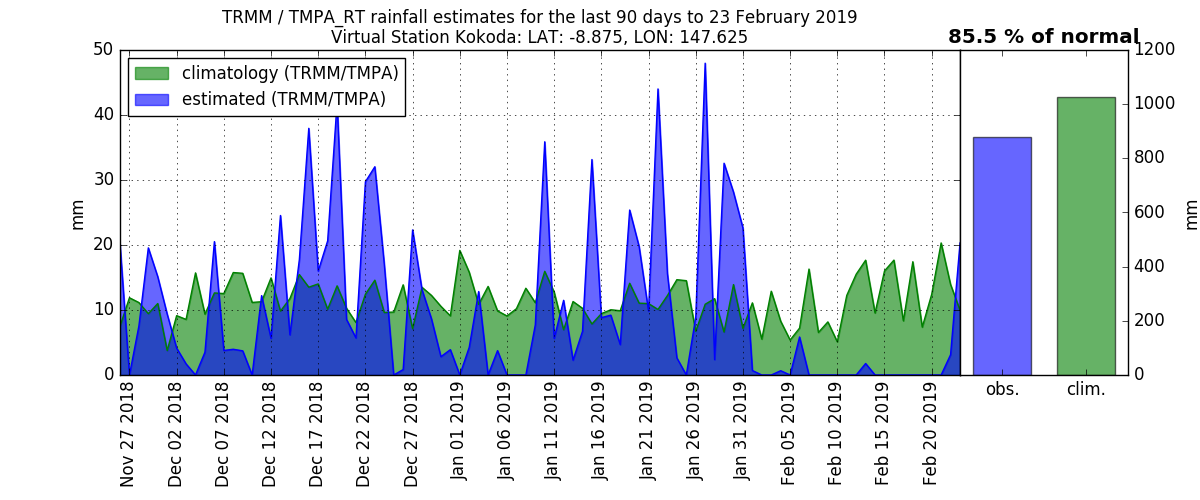 TRMM / TMPA_RT rainfall estimates for the last 90 days to 23 February 2019
Virtual Station Kokoda: LAT: -8.875, LON: 147.625
85.5 % of normal
climatology (TRMM/TMPA)
estimated (TRMM/TMPA)
mm
50
40
30
20
10
0
Nov 27 2018
Dec 02 2018
Dec 07 2018
Dec 12 2018
Dec 17 2018
Dec 22 2018
Dec 27 2018
Jan 01 2019
Jan 06 2019
Jan 11 2019
Jan 16 2019
Jan 21 2019
Jan 26 2019
Jan 31 2019
Feb 05 2019
Feb 10 2019
Feb 15 2019
Feb 20 2019
obs.
clim.
1200
1000
800
600
400
200
0
mm